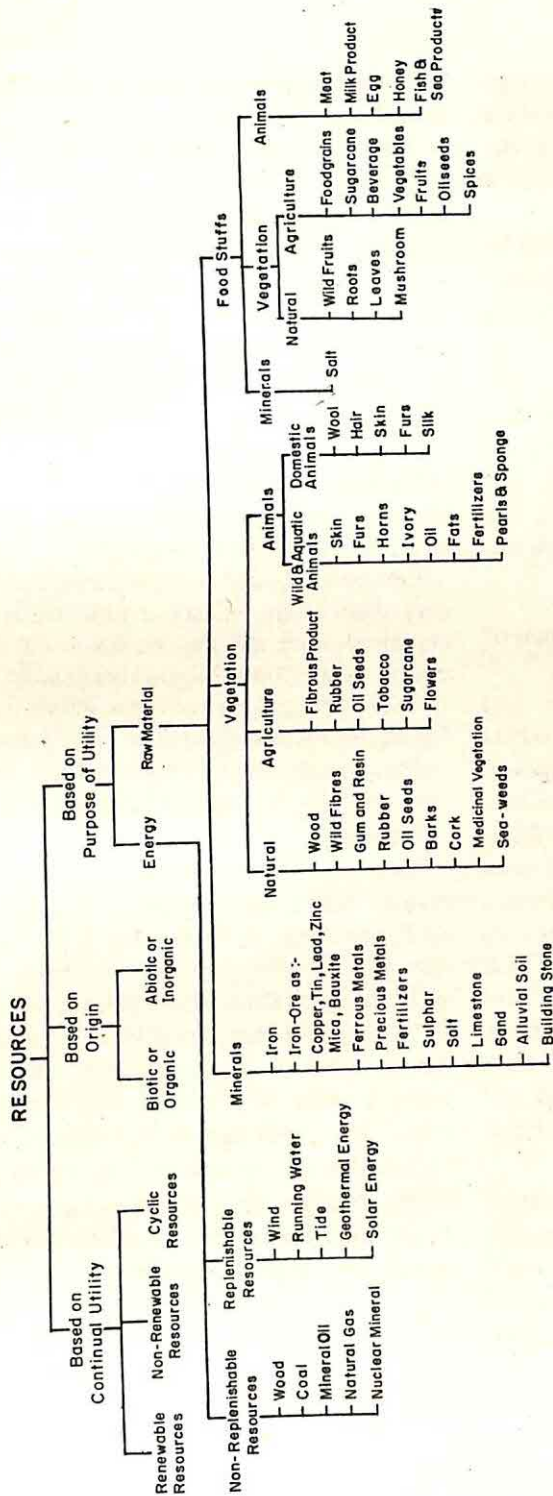 RESOURCES
Based on
Continual Utility
Based on
Origin
Based on
Purpose of Utility
Renewable
Resources
Non-Renewable
Resources
Cyclic
Resources
Biotic or
Organic
Abiotic or
Inorganic
Energy
Raw Material
Non-Replenishable
Resources
Wood
Coal
Mineral Oil
Natural Gas
Nuclear Mineral
Replenishable
Resources
Wind
Running Water
Tide
Geothermal Energy
Solar Energy
Minerals
Iron
Iron-Ore as :-
Copper, Tin, Lead, Zinc
Mica, Bauxite
Ferrous Metals
Precious Metals
Fertilizers
Sulphar
Salt
Limestone
Sand
Alluvial Soil
Building Stone
Vegetation
Natural
Wood
Wild Fibres
Gum and Resin
Rubber
Oil Seeds
Barks
Cork
Medicinal Vegetation
Sea-weeds
Agriculture
Fibrous Product
Rubber
Oil Seeds
Tobacco
Sugarcane
Flowers
Animals
Wild & Aquatic
Animals
Skin
Furs
Horns
Ivory
Oil
Fats
Fertilizers
Pearls & Sponge
Domestic
Animals
Wool
Hair
Skin
Furs
Silk
Food Stuffs
Minerals
Salt
Vegetation
Natural
Wild Fruits
Roots
Leaves
Mushroom
Agriculture
Foodgrains
Sugarcane
Beverage
Vegetables
Fruits
Oilseeds
Spices
Animals
Meat
Milk Product
Egg
Honey
Fish &
Sea Products